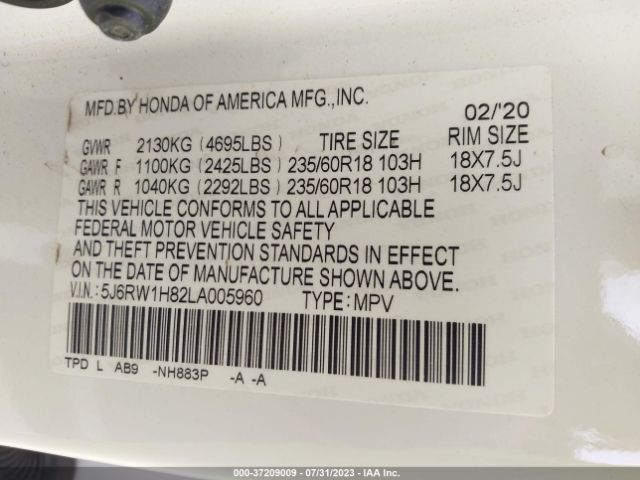 MFD.BY HONDA OF AMERICA MFG.,INC. 02/'20
GVWR 2130KG (4695LBS) TIRE SIZE RIM SIZE
GAWR F 1100KG (2425LBS) 235/60R18 103H 18X7.5J
GAWR R 1040KG (2292LBS) 235/60R18 103H 18X7.5J
THIS VEHICLE CONFORMS TO ALL APPLICABLE
FEDERAL MOTOR VEHICLE SAFETY
AND THEFT PREVENTION STANDARDS IN EFFECT
ON THE DATE OF MANUFACTURE SHOWN ABOVE.
V.I.N.: 5J6RW1H82LA005960 TYPE: MPV
TPD L AB9 -NH883P -A -A
000-37209009 - 07/31/2023 - IAA Inc.